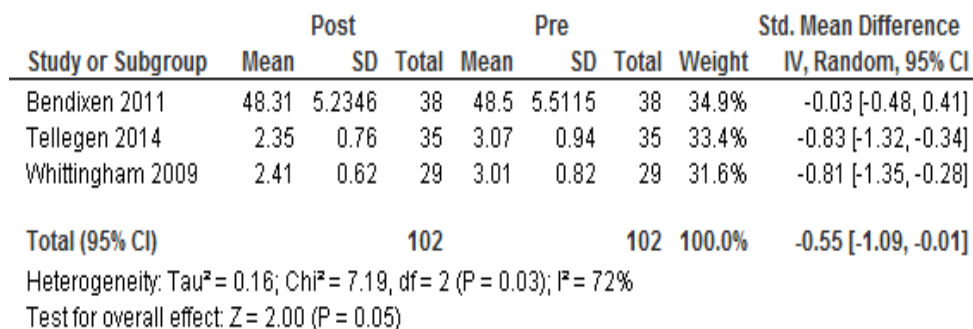 Post Pre Std. Mean Difference
Study or Subgroup Mean SD Total Mean SD Total Weight IV, Random, 95% CI
Bendixen 2011 48.31 5.2346 38 48.5 5.5115 38 34.9% -0.03 [-0.48, 0.41]
Tellegen 2014 2.35 0.76 35 3.07 0.94 35 33.4% -0.83 [-1.32, -0.34]
Whittingham 2009 2.41 0.62 29 3.01 0.82 29 31.6% -0.81 [-1.35, -0.28]
Total (95% CI) 102 102 100.0% -0.55 [-1.09, -0.01]
Heterogeneity: Tau² = 0.16; Chi² = 7.19, df = 2 (P = 0.03); I² = 72%
Test for overall effect: Z = 2.00 (P = 0.05)